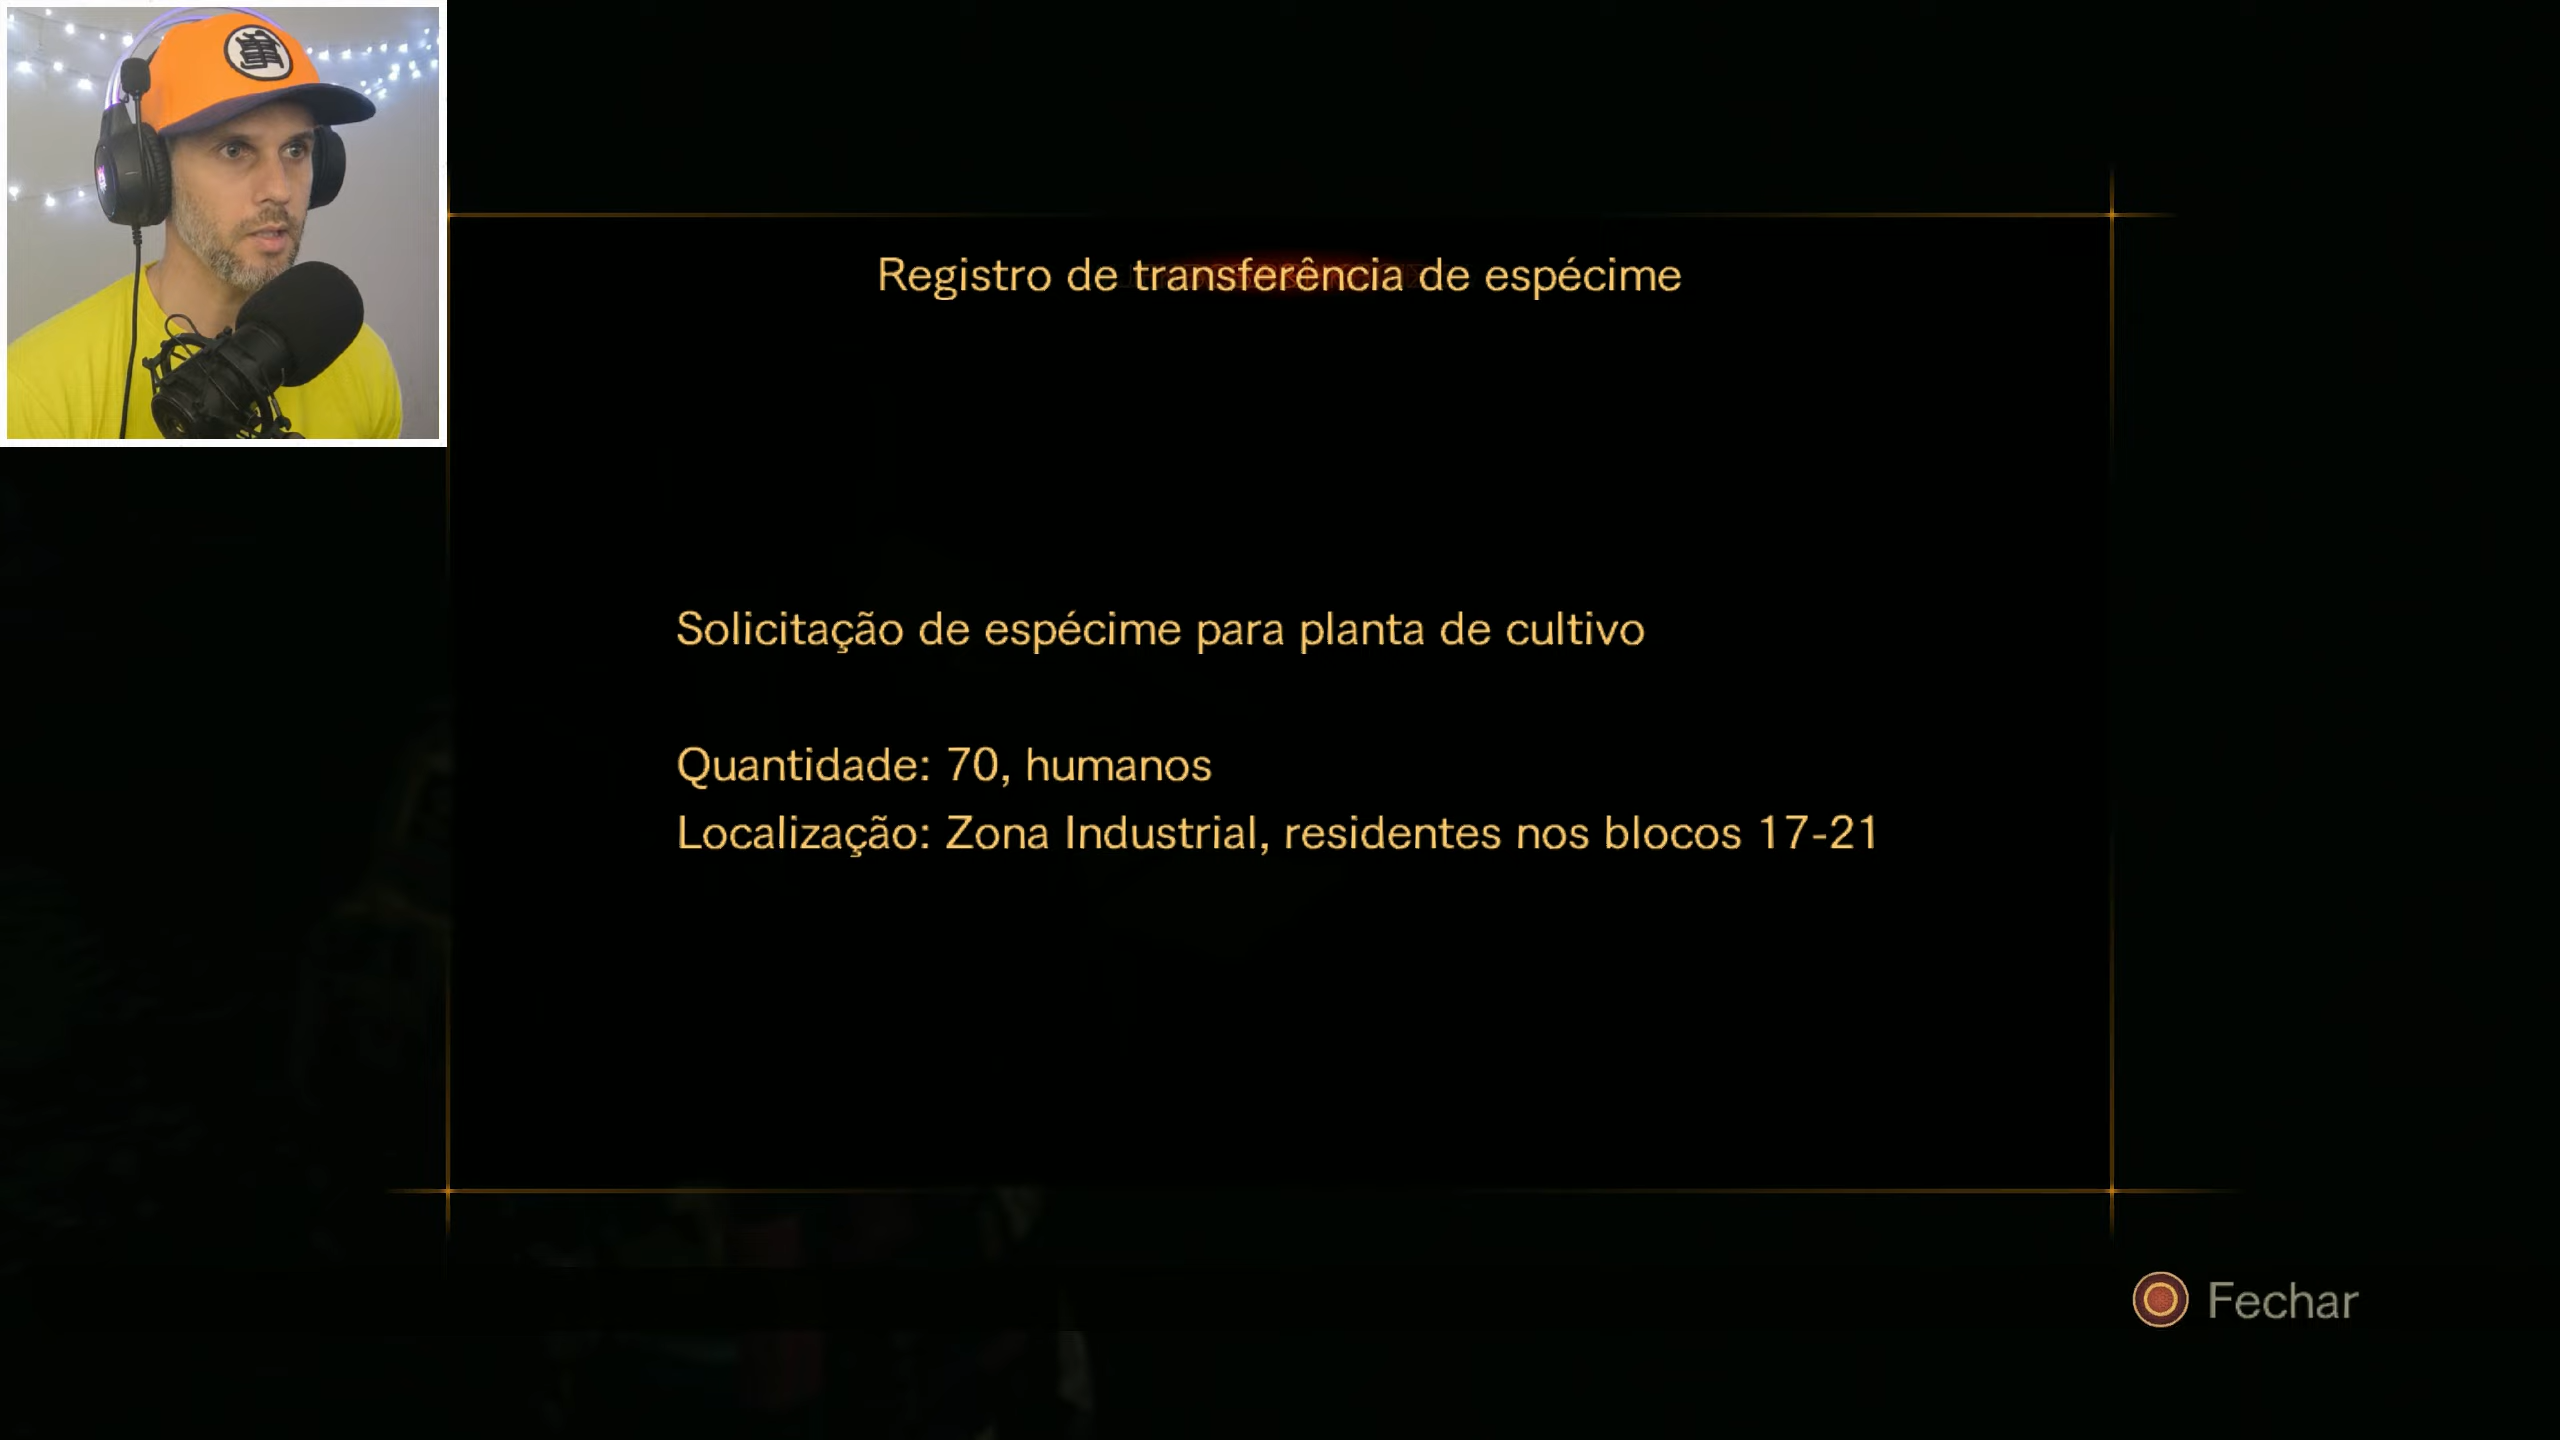 Registro de transferência de espécime
Solicitação de espécime para planta de cultivo
Quantidade: 70, humanos
Localização: Zona Industrial, residentes nos blocos 17-21
Fechar